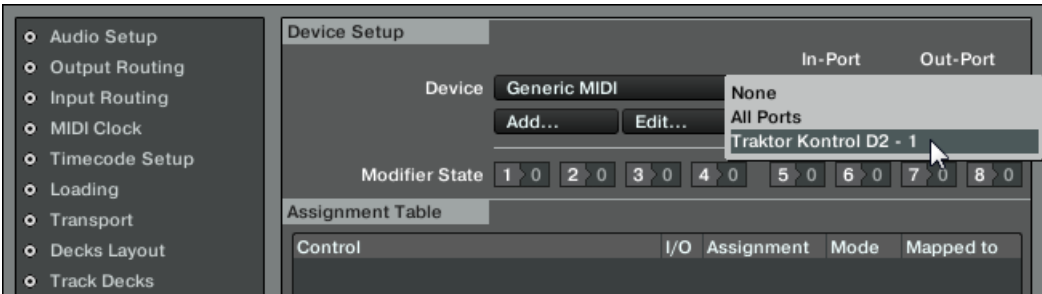 Audio Setup
Output Routing
Input Routing
MIDI Clock
Timecode Setup
Loading
Transport
Decks Layout
Track Decks
Device Setup
In-Port Out-Port
Device Generic MIDI
None
All Ports
Traktor Kontrol D2 - 1
Add... Edit...
Modifier State 1 0 2 0 3 0 4 0 5 0 6 0 7 0 8 0
Assignment Table
Control I/O Assignment Mode Mapped to